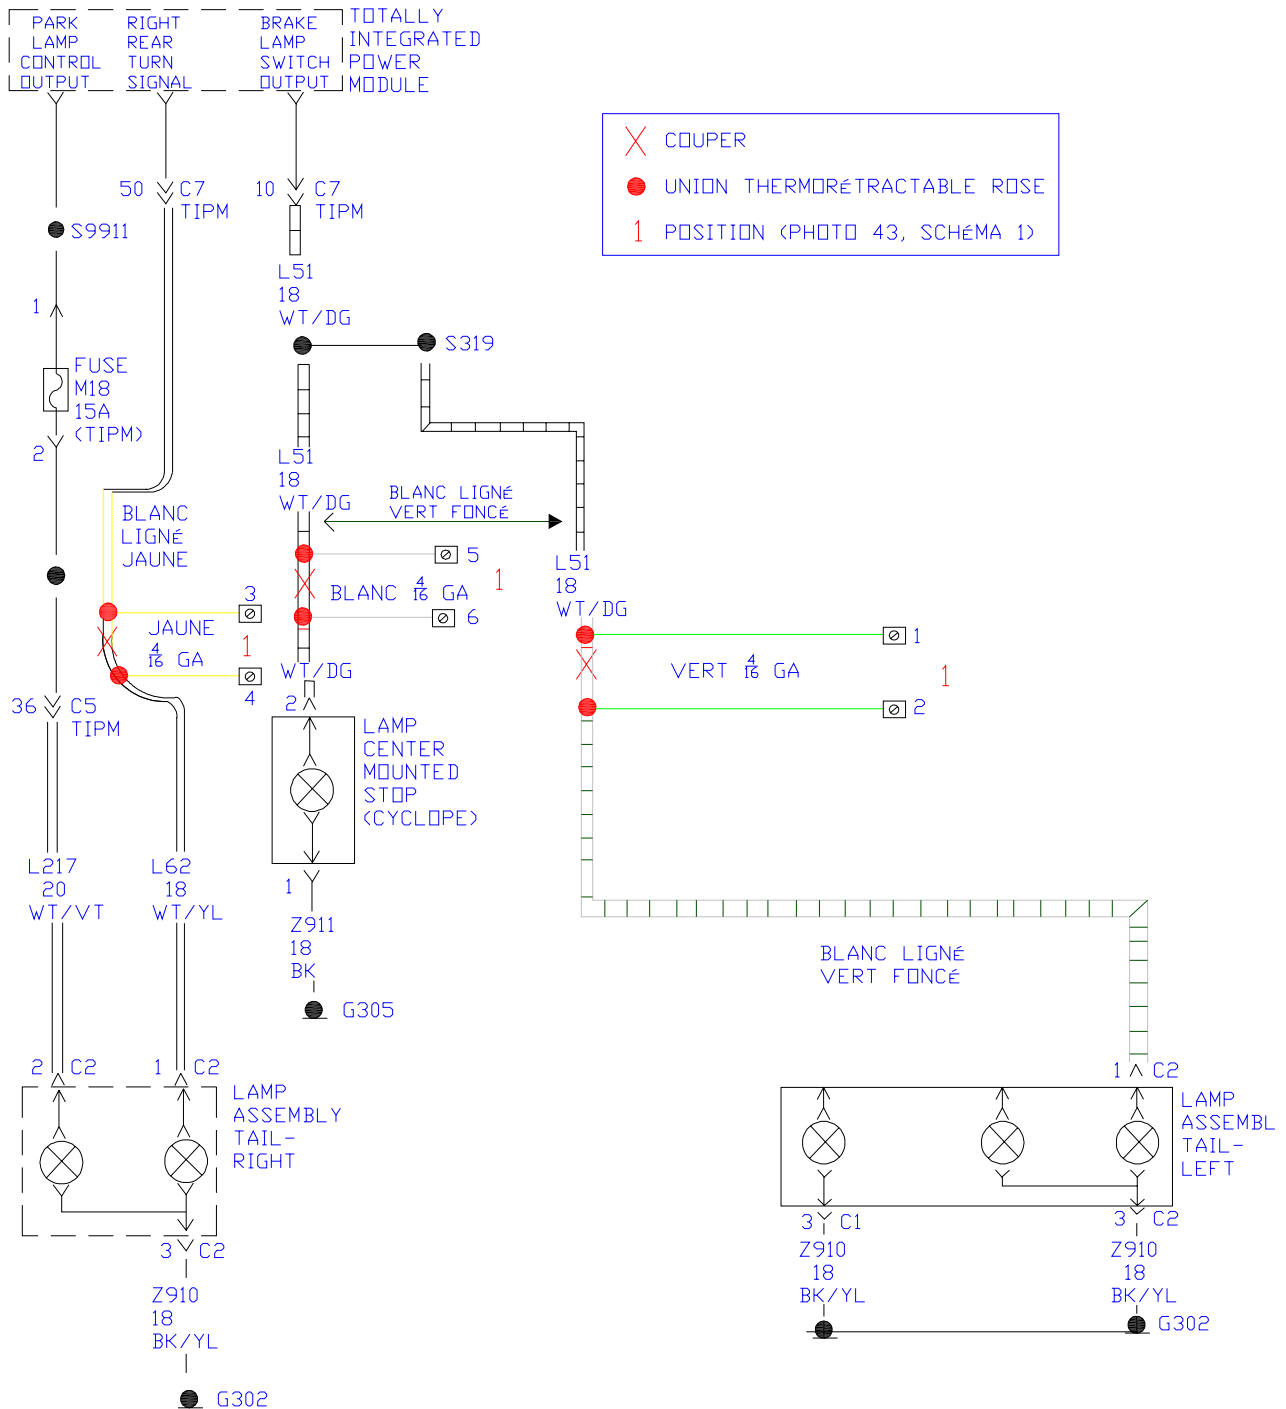 PARK
LAMP
CONTROL
OUTPUT
RIGHT
REAR
TURN
SIGNAL
BRAKE
LAMP
SWITCH
OUTPUT
TOTALLY
INTEGRATED
POWER
MODULE
COUPER
UNION THERMORéTRACTABLE ROSE
1 POSITION (PHOTO 43, SCHéMA 1)
50 C7
TIPM
10 C7
TIPM
S9911
L51
18
WT/DG
1
S319
FUSE
M18
15A
(TIPM)
2
L51
18
WT/DG
BLANC LIGNé
VERT FONCé
BLANC
LIGNé
JAUNE
5
L51
18
WT/DG
1
BLANC 4/16 GA
6
3
JAUNE
4/16 GA
1
4
1
VERT 4/16 GA
1
2
WT/DG
2
36 C5
TIPM
LAMP
CENTER
MOUNTED
STOP
(CYCLOPE)
L217
20
WT/VT
L62
18
WT/YL
1
Z911
18
BK
G305
BLANC LIGNé
VERT FONCé
2 C2
1 C2
LAMP
ASSEMBLY
TAIL-
RIGHT
1 C2
LAMP
ASSEMBL
TAIL-
LEFT
3 C2
Z910
18
BK/YL
G302
3 C1
Z910
18
BK/YL
3 C2
Z910
18
BK/YL
G302